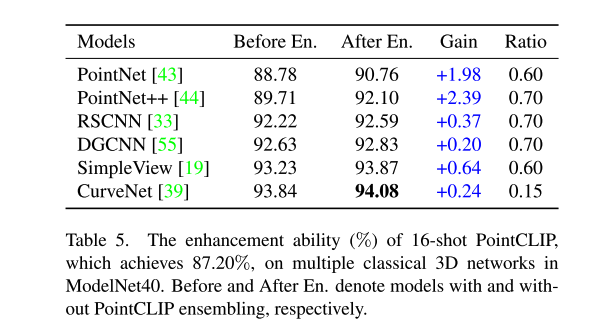 Models Before En. After En. Gain Ratio
PointNet [43] 88.78 90.76 +1.98 0.60
PointNet++ [44] 89.71 92.10 +2.39 0.70
RSCNN [33] 92.22 92.59 +0.37 0.70
DGCNN [55] 92.63 92.83 +0.20 0.70
SimpleView [19] 93.23 93.87 +0.64 0.60
CurveNet [39] 93.84 94.08 +0.24 0.15
Table 5. The enhancement ability (%) of 16-shot PointCLIP,
which achieves 87.20%, on multiple classical 3D networks in
ModelNet40. Before and After En. denote models with and with-
out PointCLIP ensembling, respectively.